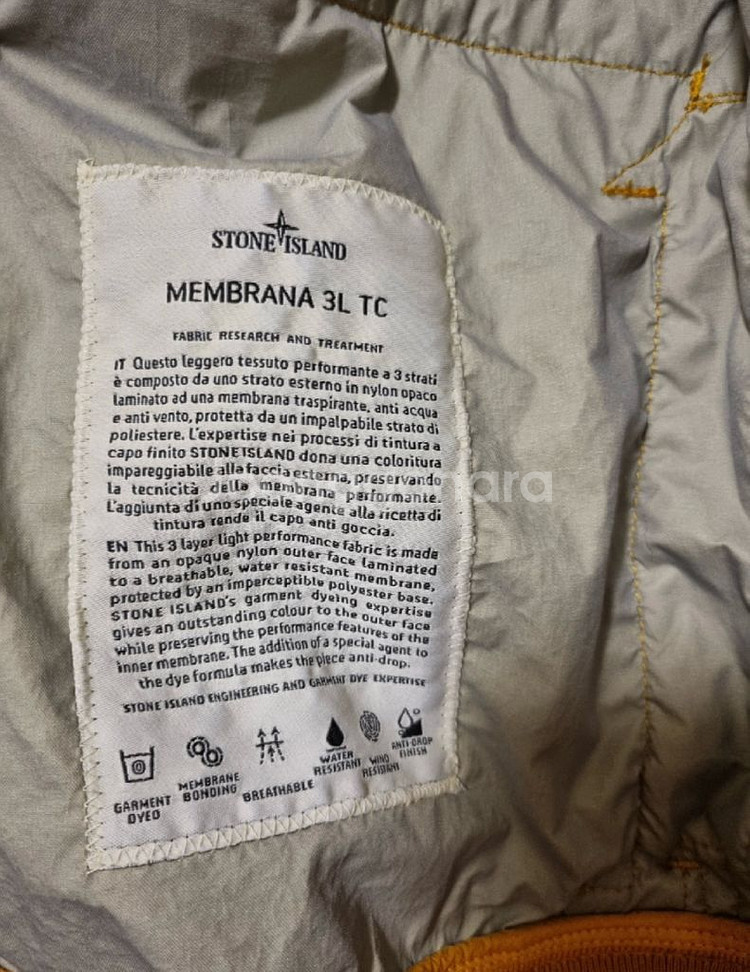 STONE ISLAND
MEMBRANA 3L TC
FABRIC RESEARCH AND TREATMENT
IT Questo leggero tessuto performante a 3 strati
è composto da uno strato esterno in nylon opaco
laminato ad una membrana traspirante, anti acqua
e anti vento, protetta da un impalpabile strato di
poliestere. L'expertise nei processi di tintura a
capo finito STONE ISLAND dona una coloritura
impareggiabile alla faccia esterna, preservando
la tecnicità della membrana performante.
L'aggiunta di uno speciale agente alla ricetta di
tintura rende il capo anti goccia.
EN This 3 layer light performance fabric is made
from an opaque nylon outer face laminated
to a breathable, water resistant membrane,
protected by an imperceptible polyester base.
STONE ISLAND's garment dyeing expertise
gives an outstanding colour to the outer face
while preserving the performance features of the
inner membrane. The addition of a special agent to
the dye formula makes the piece anti-drop.
STONE ISLAND ENGINEERING AND GARMENT DYE EXPERTISE
GARMENT
DYED
MEMBRANE
BONDING
BREATHABLE
WATER
RESISTANT
WIND
RESISTANT
ANTI-DROP
FINISH